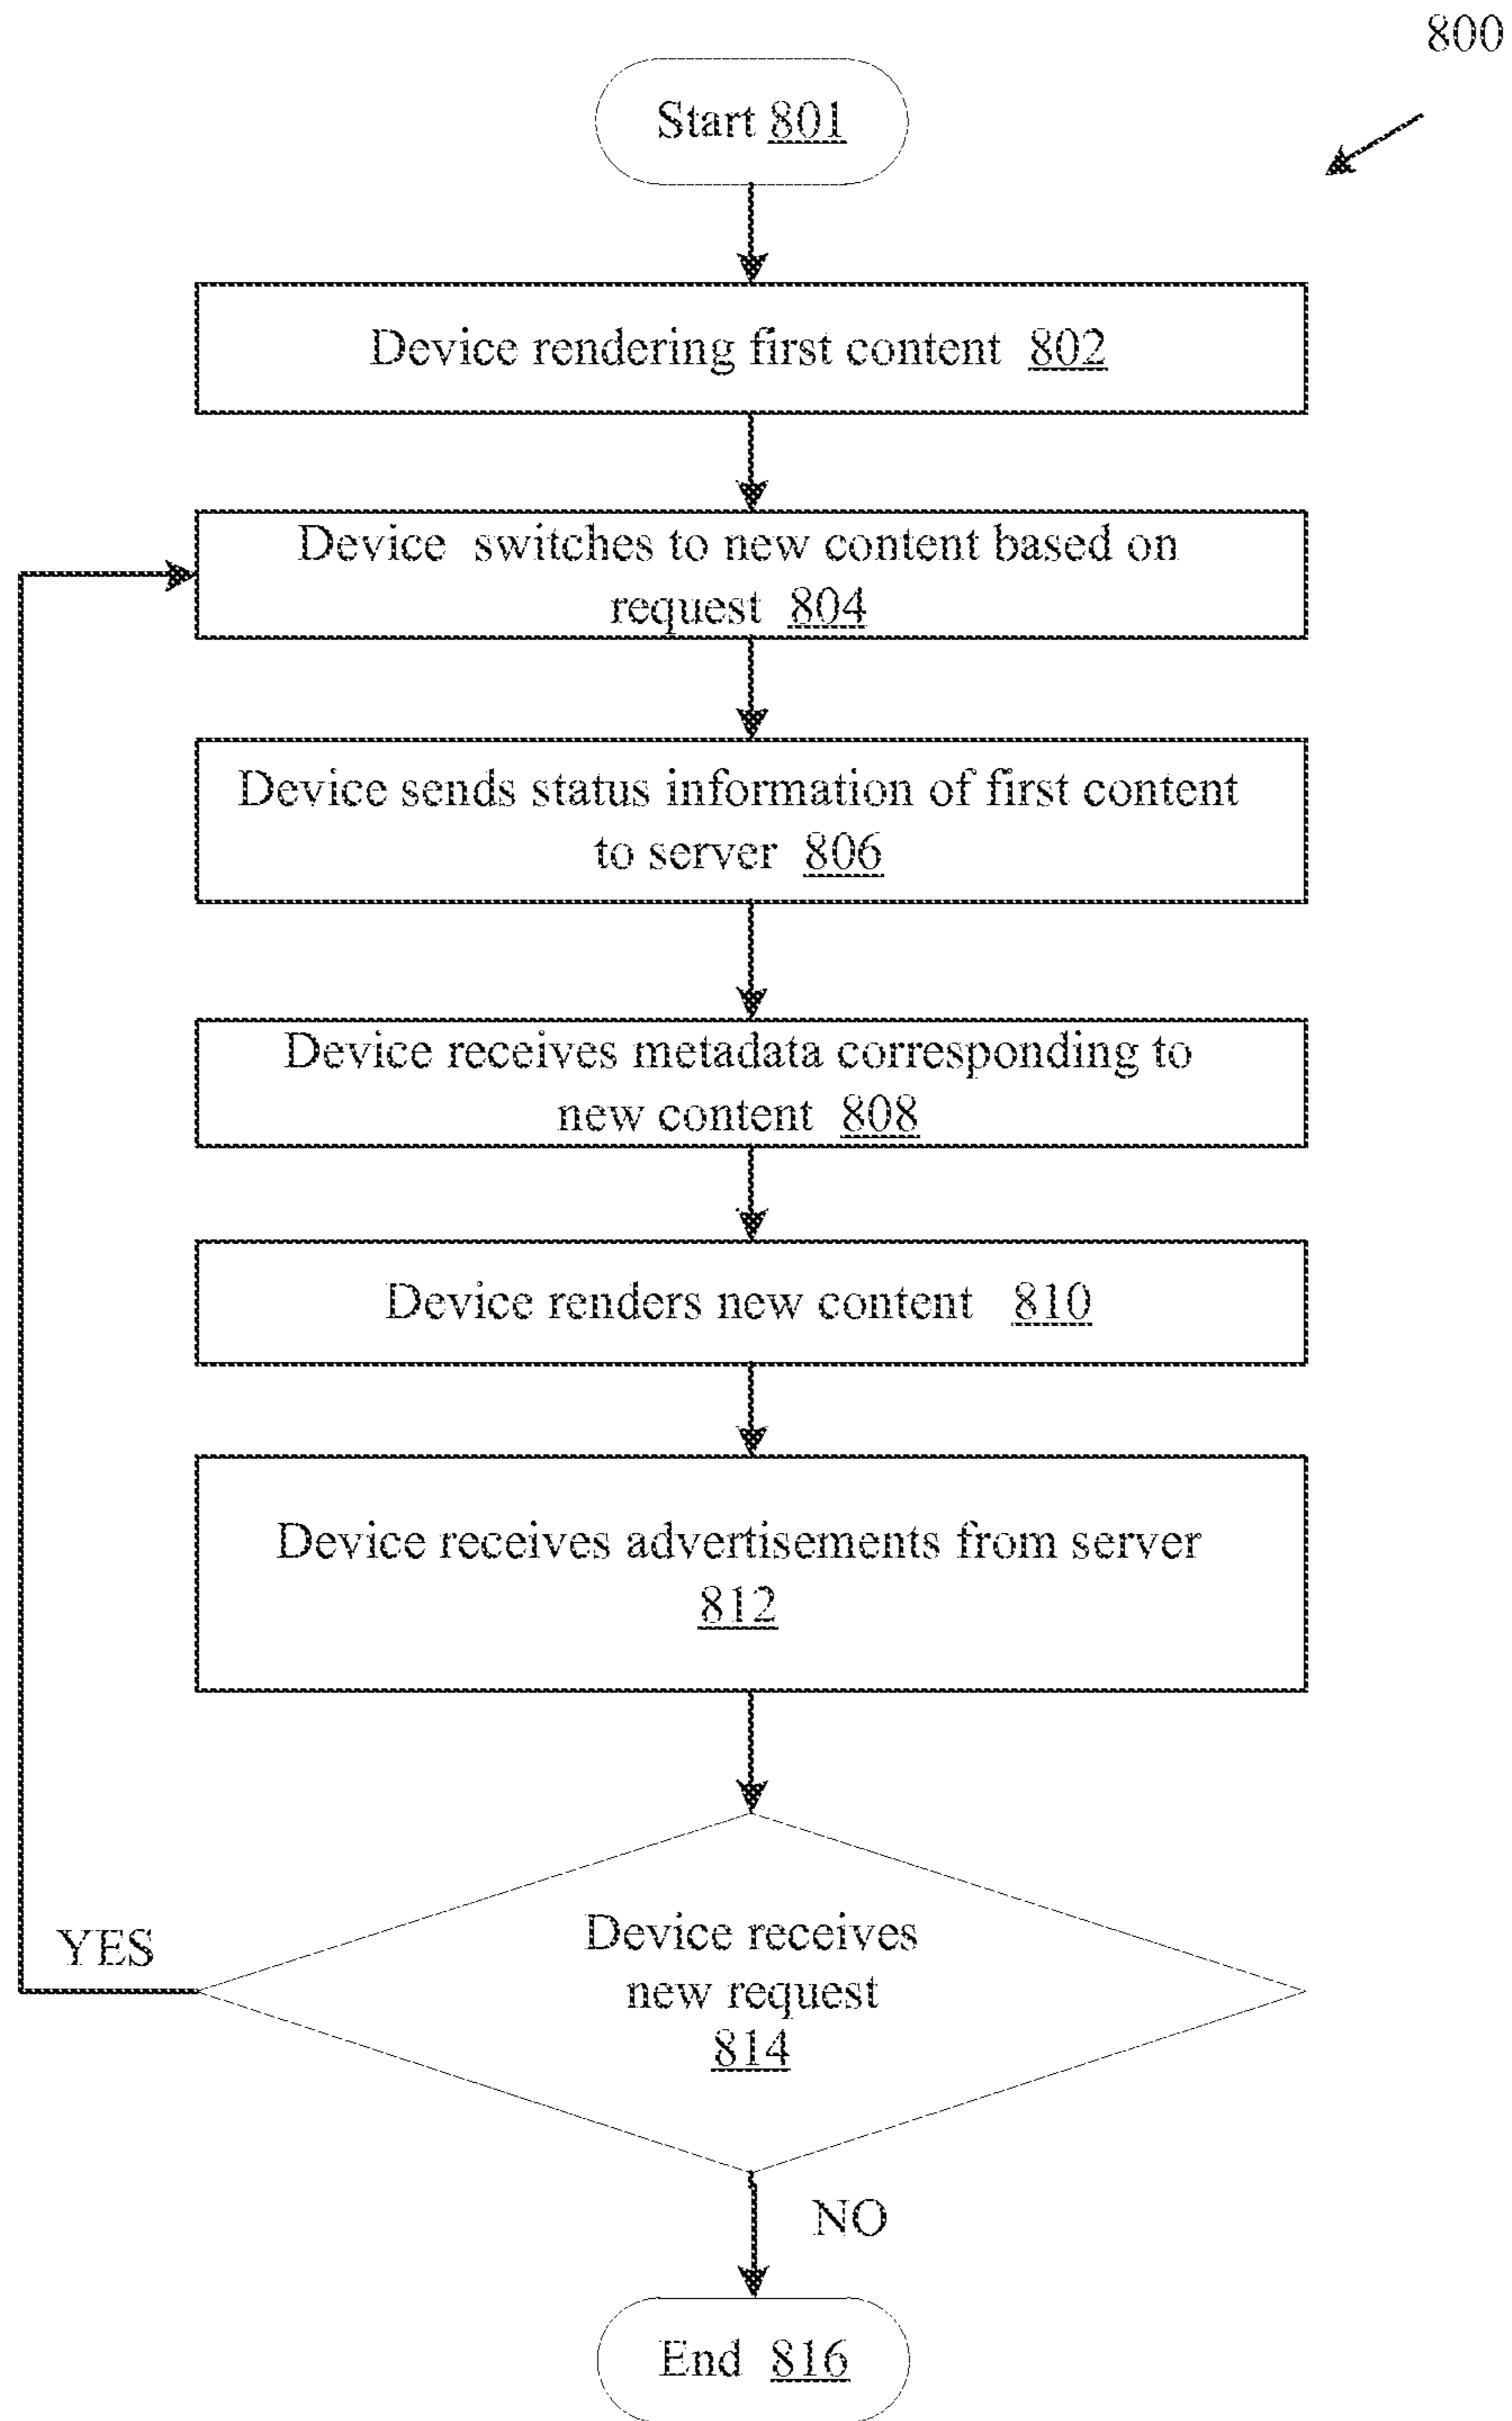 800
Start 801
Device rendering first content 802
Device switches to new content based on
request 804
Device sends status information of first content
to server 806
Device receives metadata corresponding to
new content 808
Device renders new content 810
Device receives advertisements from server
812
YES
Device receives
new request
814
NO
End 816